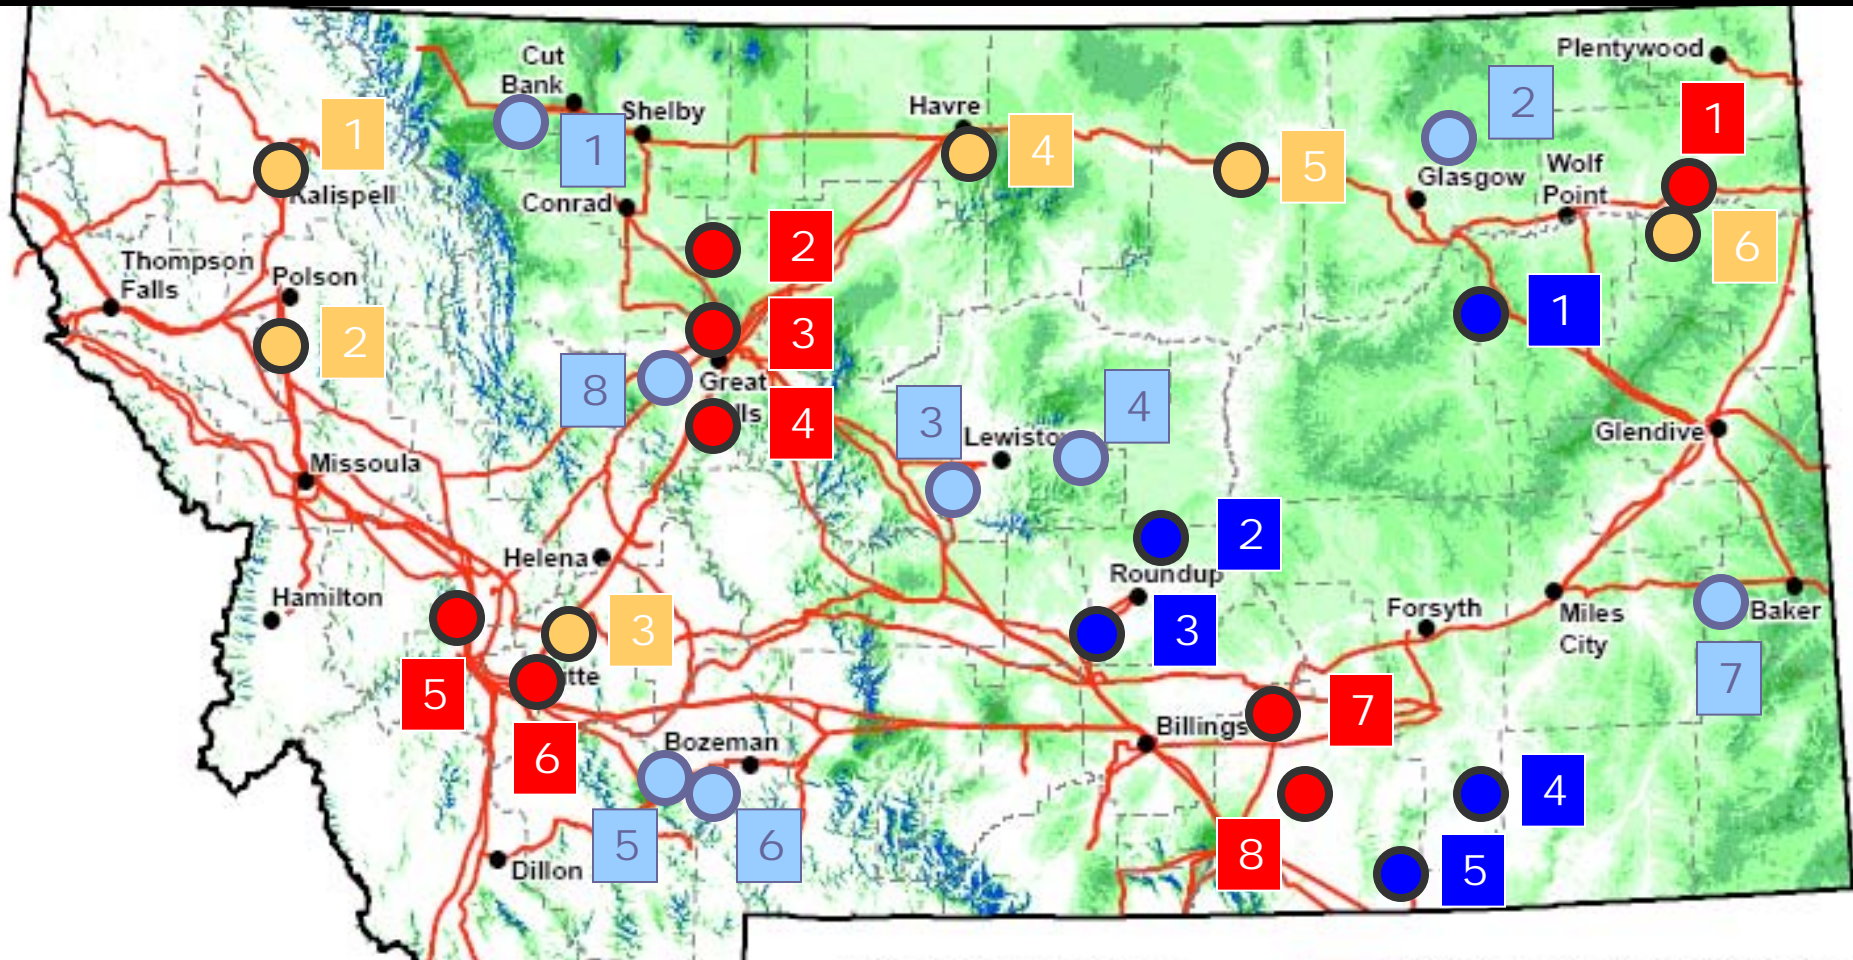 Plentywood
Cut
Bank
2
1
Shelby
Havre
1
1
4
5
Wolf
Point
Glasgow
Kalispell
Conrad
2
6
Thompson
Falls
Polson
1
3
2
8
Great
4
3
4
Lewisto
Glendive
Missoula
2
Helena
Roundup
Hamilton
Forsyth
Miles
City
Baker
3
3
5
7
7
6
Billings
Bozeman
4
5
6
8
5
Dillon